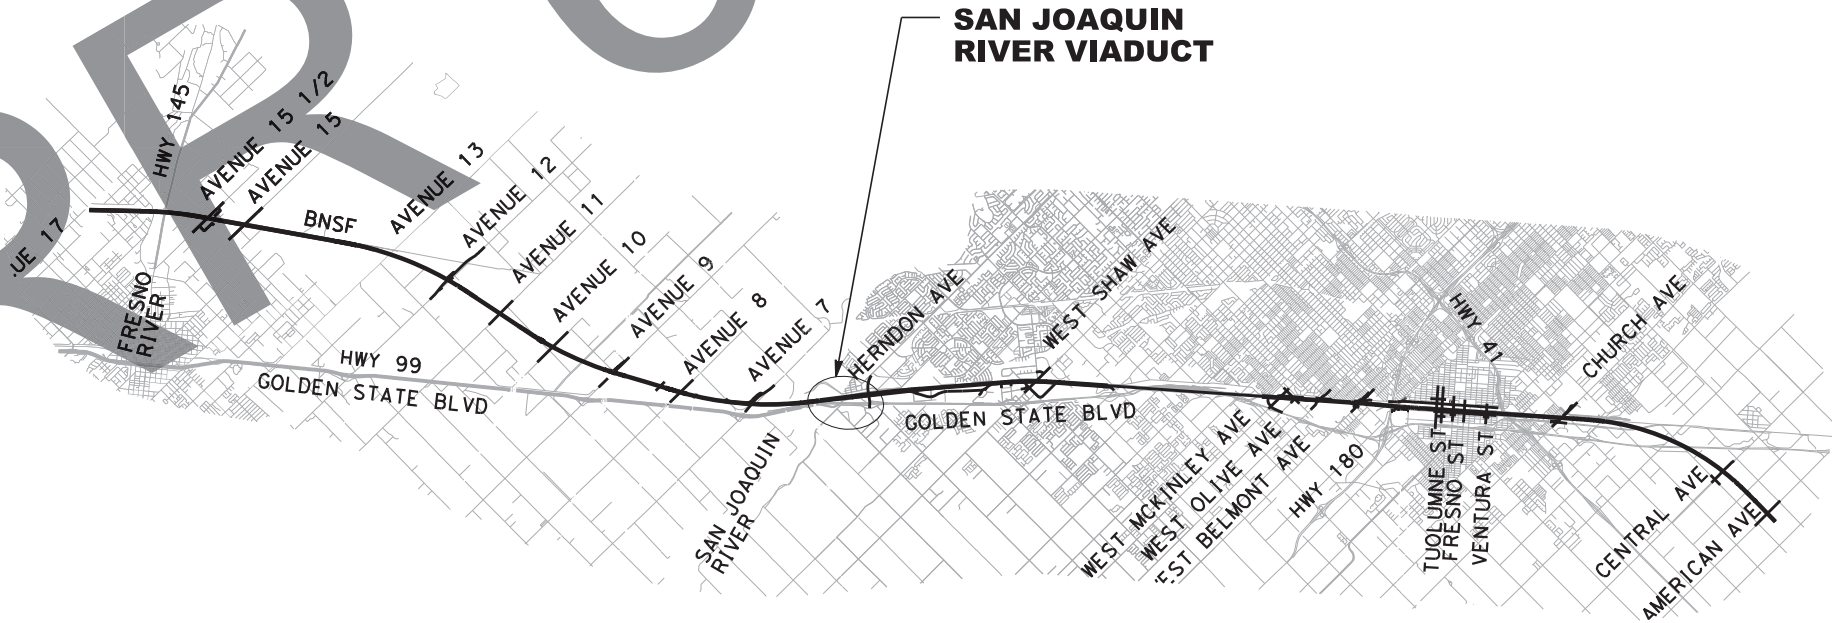 SAN JOAQUIN
RIVER VIADUCT
HWY 145
AVENUE 15 1/2
AVENUE 15
BNSF
AVENUE 13
AVENUE 12
AVENUE 11
AVENUE 10
AVENUE 9
AVENUE 8
AVENUE 7
UE 17
FRESNO
RIVER
HWY 99
GOLDEN STATE BLVD
SAN JOAQUIN
RIVER
HERNDON AVE
WEST SHAW AVE
GOLDEN STATE BLVD
WEST MCKINLEY AVE
WEST OLIVE AVE
EST BELMONT AVE
HWY 180
HWY 41
TUOLUMNE ST
FRESNO ST
VENTURA ST
CHURCH AVE
CENTRAL AVE
AMERICAN AVE